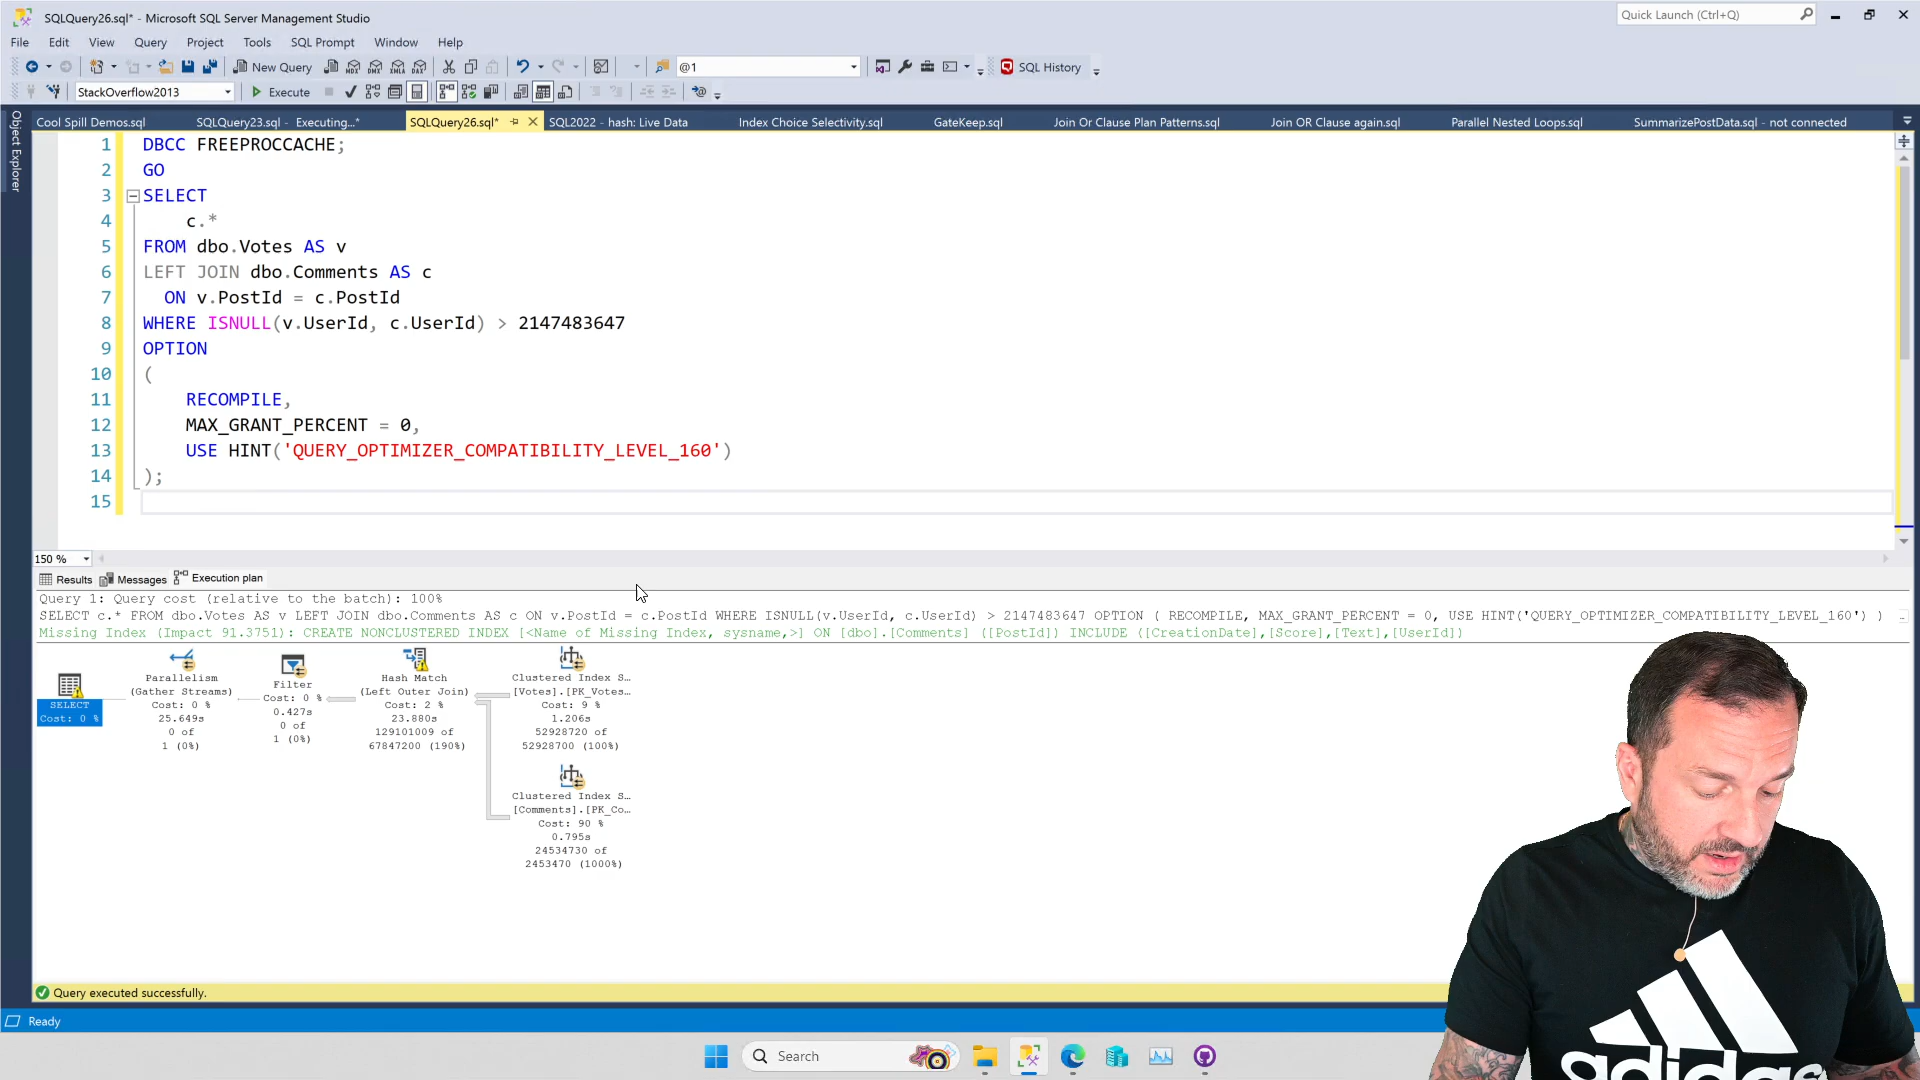 SQLQuery26.sql* - Microsoft SQL Server Management Studio
Quick Launch (Ctrl+Q)
File Edit View Query Project Tools SQL Prompt Window Help
New Query @1 SQL History
StackOverflow2013 Execute
Object Explorer
Cool Spill Demos.sql SQLQuery23.sql - Executing...* SQLQuery26.sql* SQL2022 - hash: Live Data Index Choice Selectivity.sql GateKeep.sql Join Or Clause Plan Patterns.sql Join OR Clause again.sql Parallel Nested Loops.sql SummarizePostData.sql - not connected
1 DBCC FREEPROCCACHE;
2 GO
3 SELECT
4 c.*
5 FROM dbo.Votes AS v
6 LEFT JOIN dbo.Comments AS c
7 ON v.PostId = c.PostId
8 WHERE ISNULL(v.UserId, c.UserId) > 2147483647
9 OPTION
10 (
11 RECOMPILE,
12 MAX_GRANT_PERCENT = 0,
13 USE HINT('QUERY_OPTIMIZER_COMPATIBILITY_LEVEL_160')
14 );
15
150 %
Results Messages Execution plan
Query 1: Query cost (relative to the batch): 100%
SELECT c.* FROM dbo.Votes AS v LEFT JOIN dbo.Comments AS c ON v.PostId = c.PostId WHERE ISNULL(v.UserId, c.UserId) > 2147483647 OPTION ( RECOMPILE, MAX_GRANT_PERCENT = 0, USE HINT('QUERY_OPTIMIZER_COMPATIBILITY_LEVEL_160') )
Missing Index (Impact 91.3751): CREATE NONCLUSTERED INDEX [<Name of Missing Index, sysname,>] ON [dbo].[Comments] ([PostId]) INCLUDE ([CreationDate],[Score],[Text],[UserId])
SELECT
Cost: 0 %
Parallelism
(Gather Streams)
Cost: 0 %
25.649s
0 of
1 (0%)
Filter
Cost: 0 %
0.427s
0 of
1 (0%)
Hash Match
(Left Outer Join)
Cost: 2 %
23.880s
129101009 of
67847200 (190%)
Clustered Index S…
[Votes].[PK_Votes…
Cost: 9 %
1.206s
52928720 of
52928700 (100%)
Clustered Index S…
[Comments].[PK_Co…
Cost: 90 %
0.795s
24534730 of
2453470 (1000%)
Query executed successfully.
Ready
Search
adidas